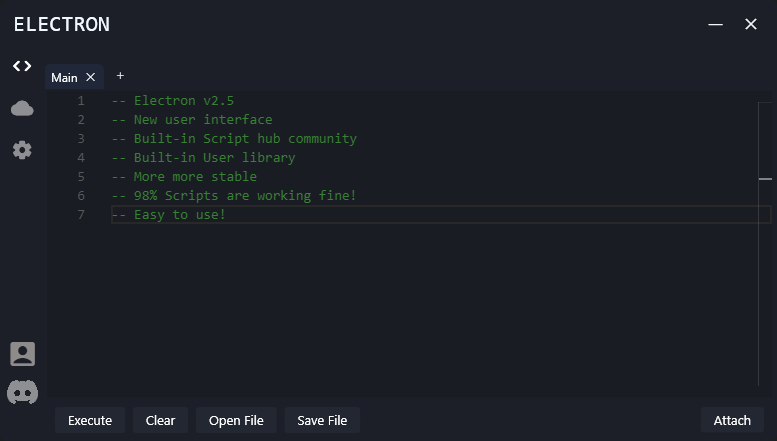 ELECTRON
Main
1 -- Electron v2.5
2 -- New user interface
3 -- Built-in Script hub community
4 -- Built-in User library
5 -- More more stable
6 -- 98% Scripts are working fine!
7 -- Easy to use!
Execute Clear Open File Save File Attach